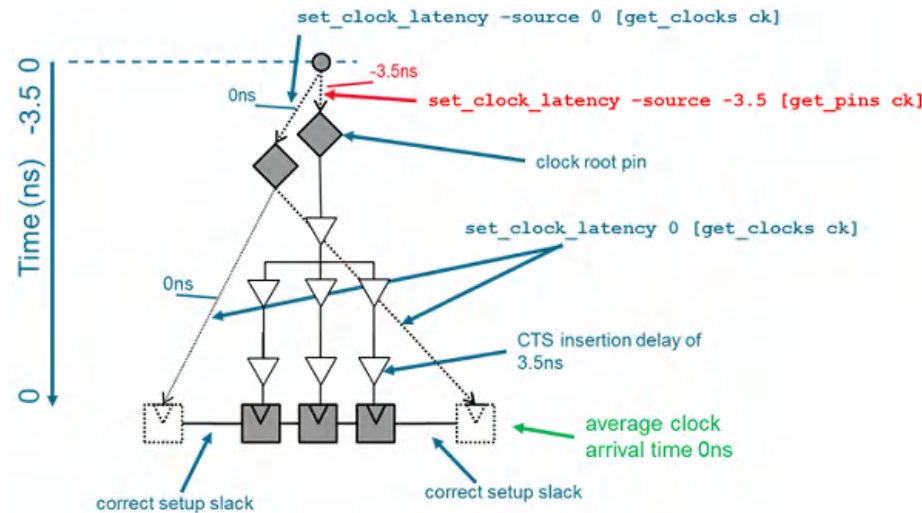 set_clock_latency -source 0 [get_clocks ck]
Time (ns) -3.5 0
0
0ns
-3.5ns
set_clock_latency -source -3.5 [get_pins ck]
clock root pin
set_clock_latency 0 [get_clocks ck]
0ns
CTS insertion delay of
3.5ns
average clock
arrival time 0ns
correct setup slack
correct setup slack